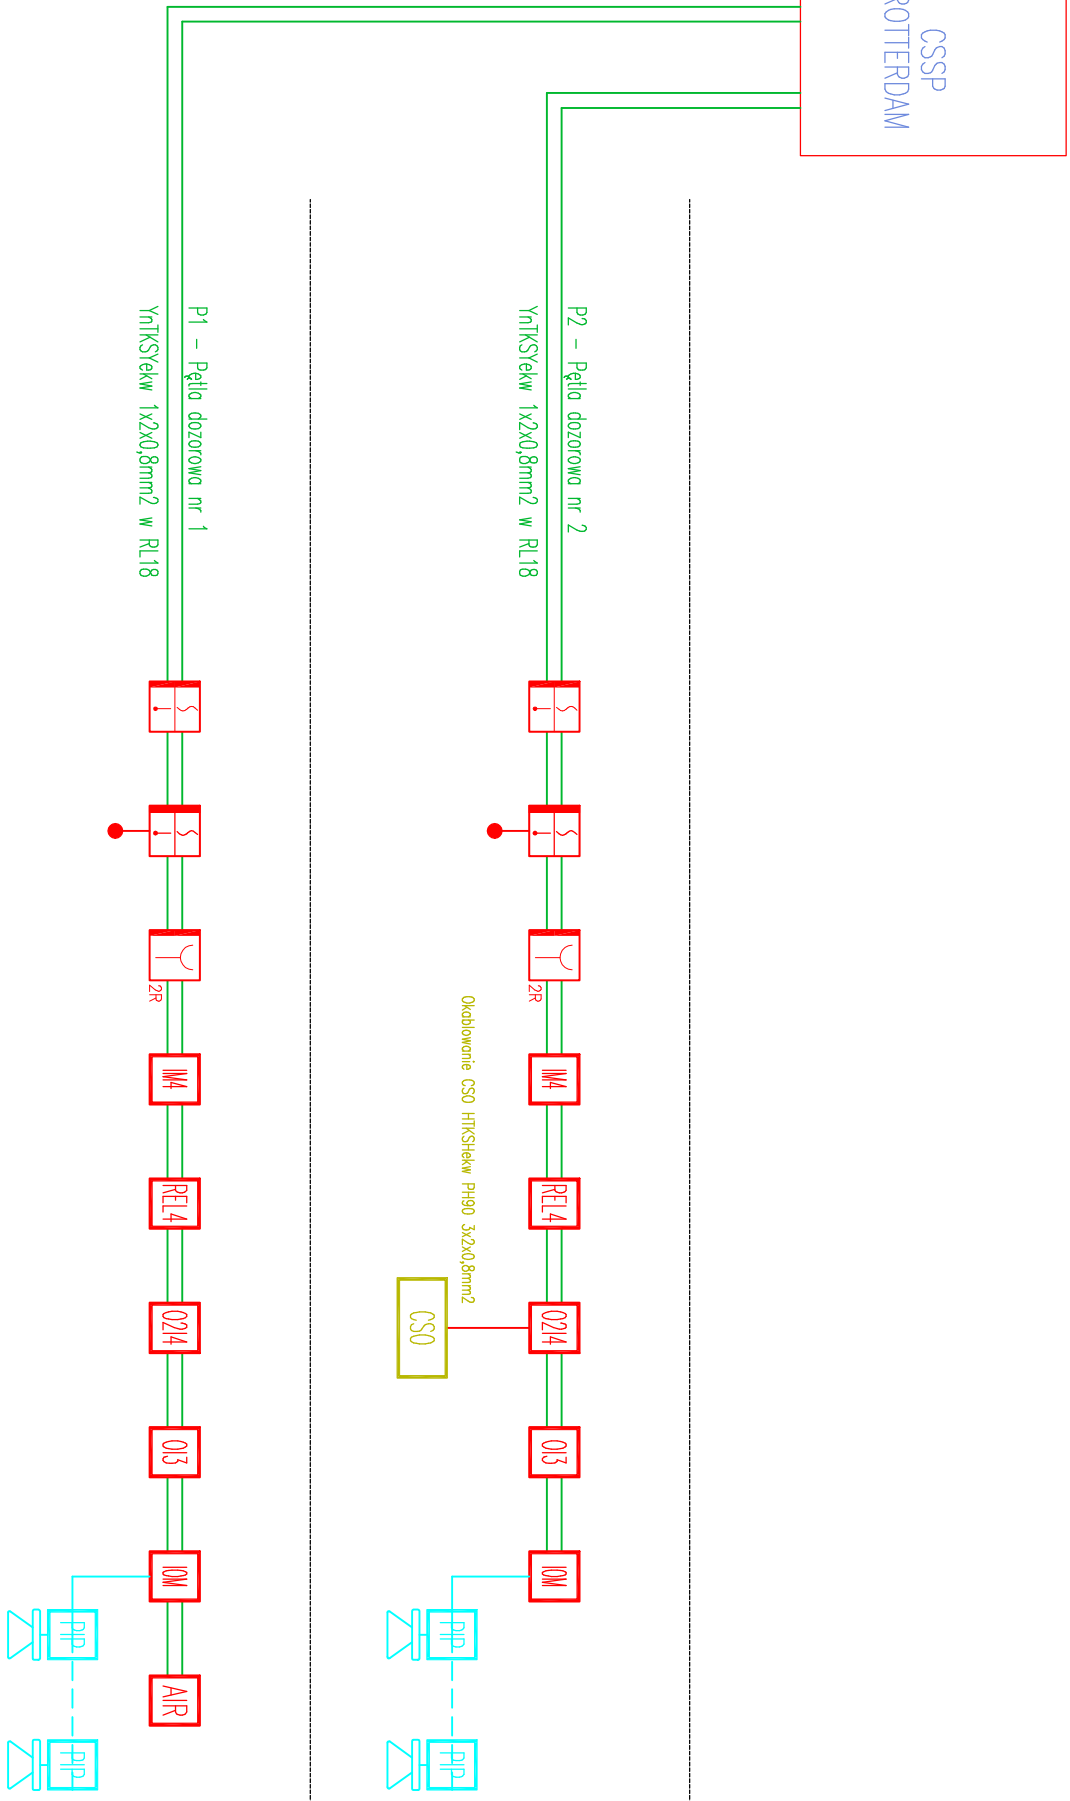 CSSP
ROTTERDAM
P2 - Pętla dozorowa nr 2
YnTKSYekw 1x2x0,8mm2 w RL18
S
S
2R
IM4
REL4
O2I4
OI3
IOM
Okablowanie CSO HTKSHekw PH90 3x2x0,8mm2
CSO
PIP
PIP
P1 - Pętla dozorowa nr 1
YnTKSYekw 1x2x0,8mm2 w RL18
S
S
2R
IM4
REL4
O2I4
OI3
IOM
AIR
PIP
PIP